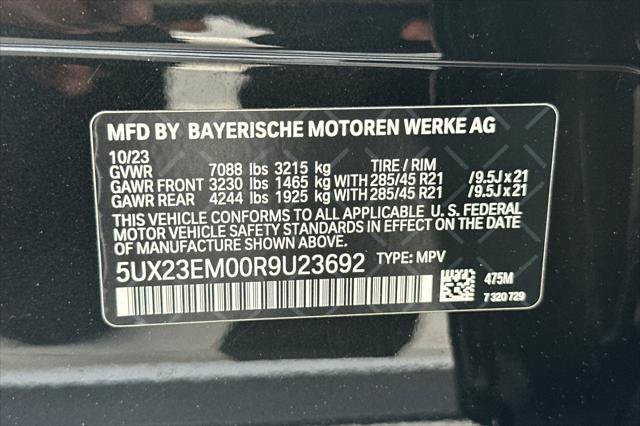 MFD BY BAYERISCHE MOTOREN WERKE AG
10/23
GVWR 7088 lbs 3215 kg TIRE / RIM
GAWR FRONT 3230 lbs 1465 kg WITH 285/45 R21 /9.5J x 21
GAWR REAR 4244 lbs 1925 kg WITH 285/45 R21 /9.5J x 21
THIS VEHICLE CONFORMS TO ALL APPLICABLE U. S. FEDERAL
MOTOR VEHICLE SAFETY STANDARDS IN EFFECT ON THE DATE
OF MANUFACTURE SHOWN ABOVE.
5UX23EM00R9U23692 TYPE: MPV
475M
7 320 729